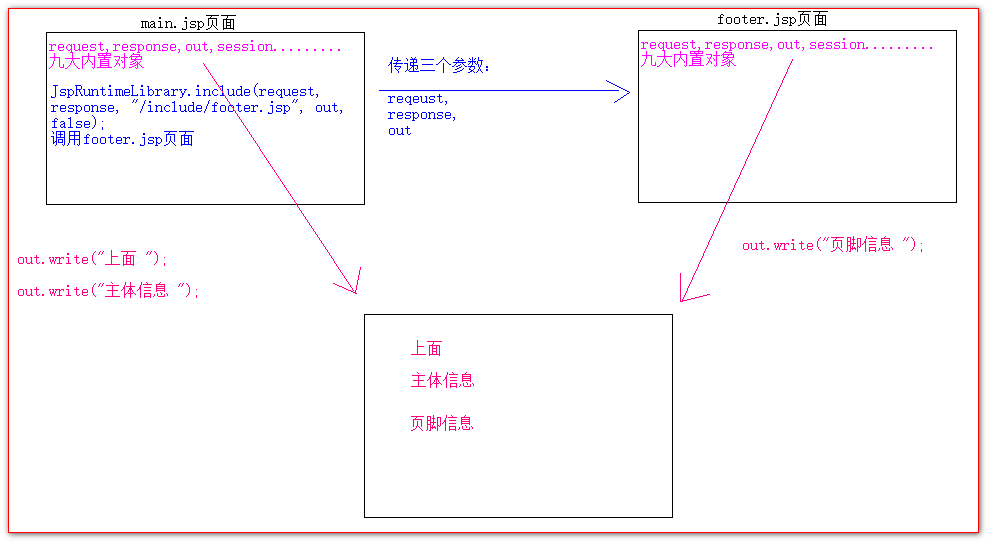 main.jsp页面
request,response,out,session.........
九大内置对象
JspRuntimeLibrary.include(request,
response, "/include/footer.jsp", out,
false);
调用footer.jsp页面
传递三个参数:
reqeust,
response,
out
footer.jsp页面
request,response,out,session.........
九大内置对象
out.write("上面 ");
out.write("主体信息 ");
out.write("页脚信息 ");
上面
主体信息
页脚信息